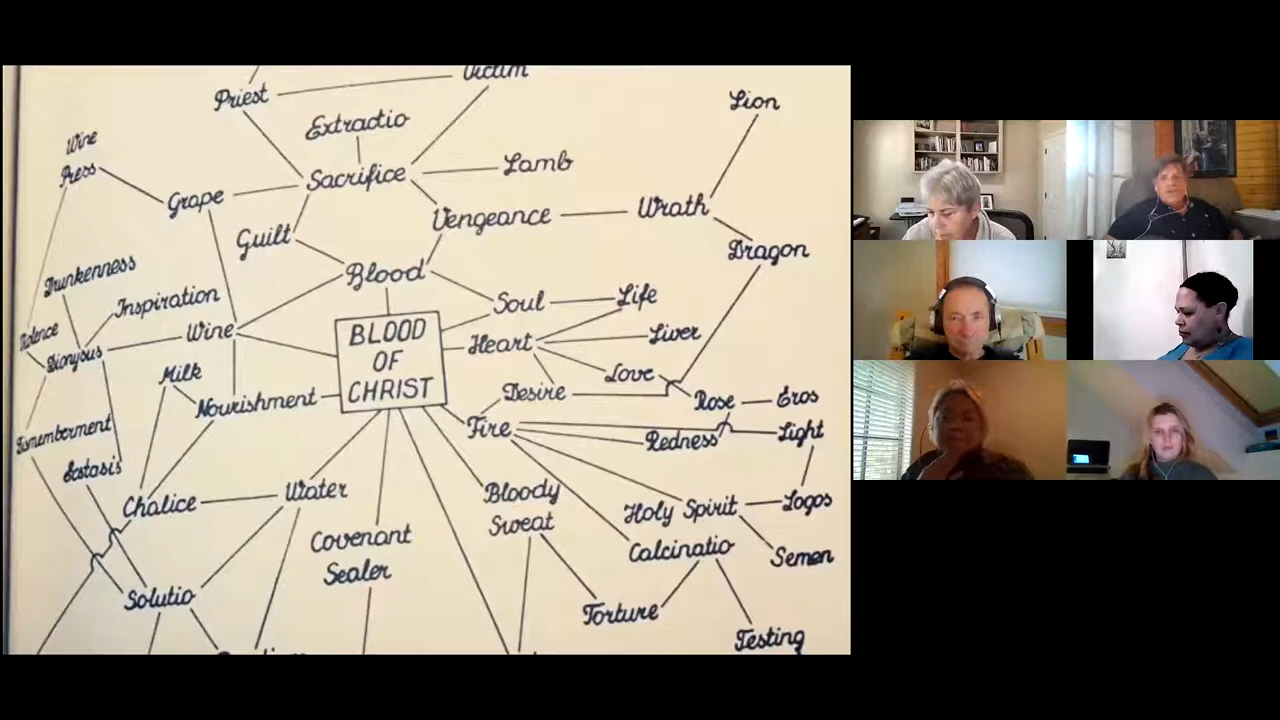 Victim
Priest
Lion
Extractio
Wine
Press
Lamb
Sacrifice
Grape
Wrath
Vengeance
Guilt
Dragon
Drunkenness
Blood
Inspiration
Soul
Life
Violence
Wine
BLOOD
OF
CHRIST
Liver
Heart
Dionysus
Milk
Love
Desire
Nourishment
Rose
Eros
Fire
Light
Redness
Dismemberment
Ecstasis
Bloody
Sweat
Water
Chalice
Holy Spirit
Logos
Covenant
Sealer
Calcinatio
Semen
Solutio
Torture
Testing